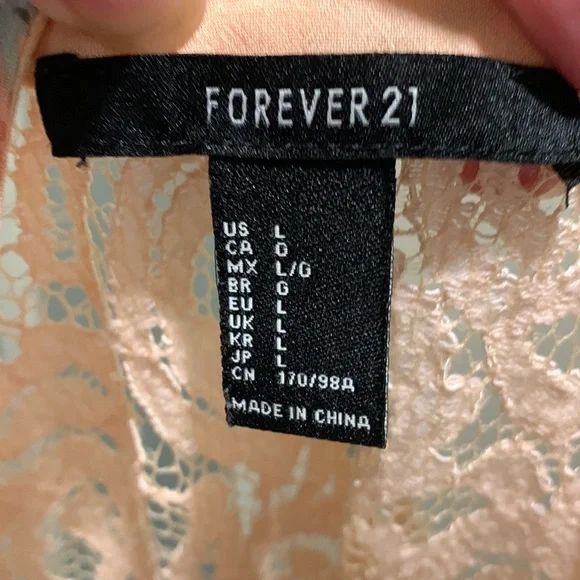 FOREVER 21
US L
CA G
MX L/G
BR G
EU L
UK L
KR L
JP L
CN 170/98A
MADE IN CHINA